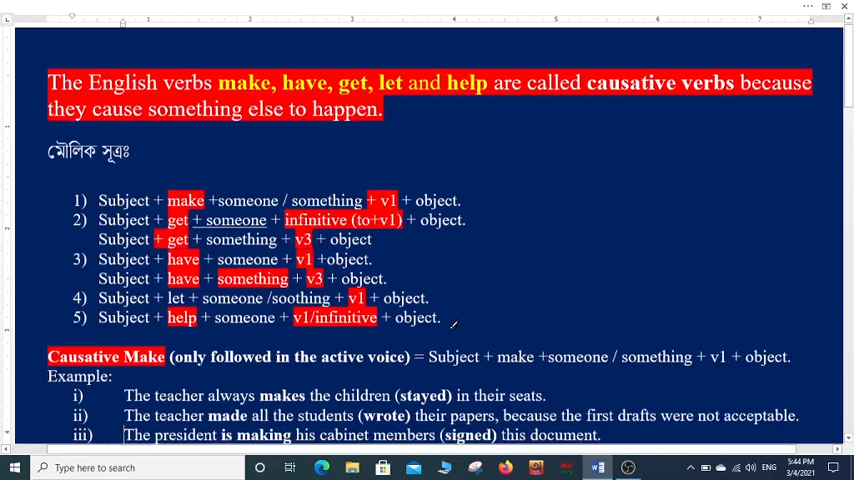 The English verbs make, have, get, let and help are called causative verbs because
they cause something else to happen.
মৌলিক সূত্রঃ
1) Subject + make +someone / something + v1 + object.
2) Subject + get + someone + infinitive (to+v1) + object.
Subject + get + something + v3 + object
3) Subject + have + someone + v1 +object.
Subject + have + something + v3 + object.
4) Subject + let + someone /soothing + v1 + object.
5) Subject + help + someone + v1/infinitive + object.
Causative Make (only followed in the active voice) = Subject + make +someone / something + v1 + object.
Example:
i) The teacher always makes the children (stayed) in their seats.
ii) The teacher made all the students (wrote) their papers, because the first drafts were not acceptable.
iii) The president is making his cabinet members (signed) this document.
Type here to search
ENG
5:44 PM
3/4/2021